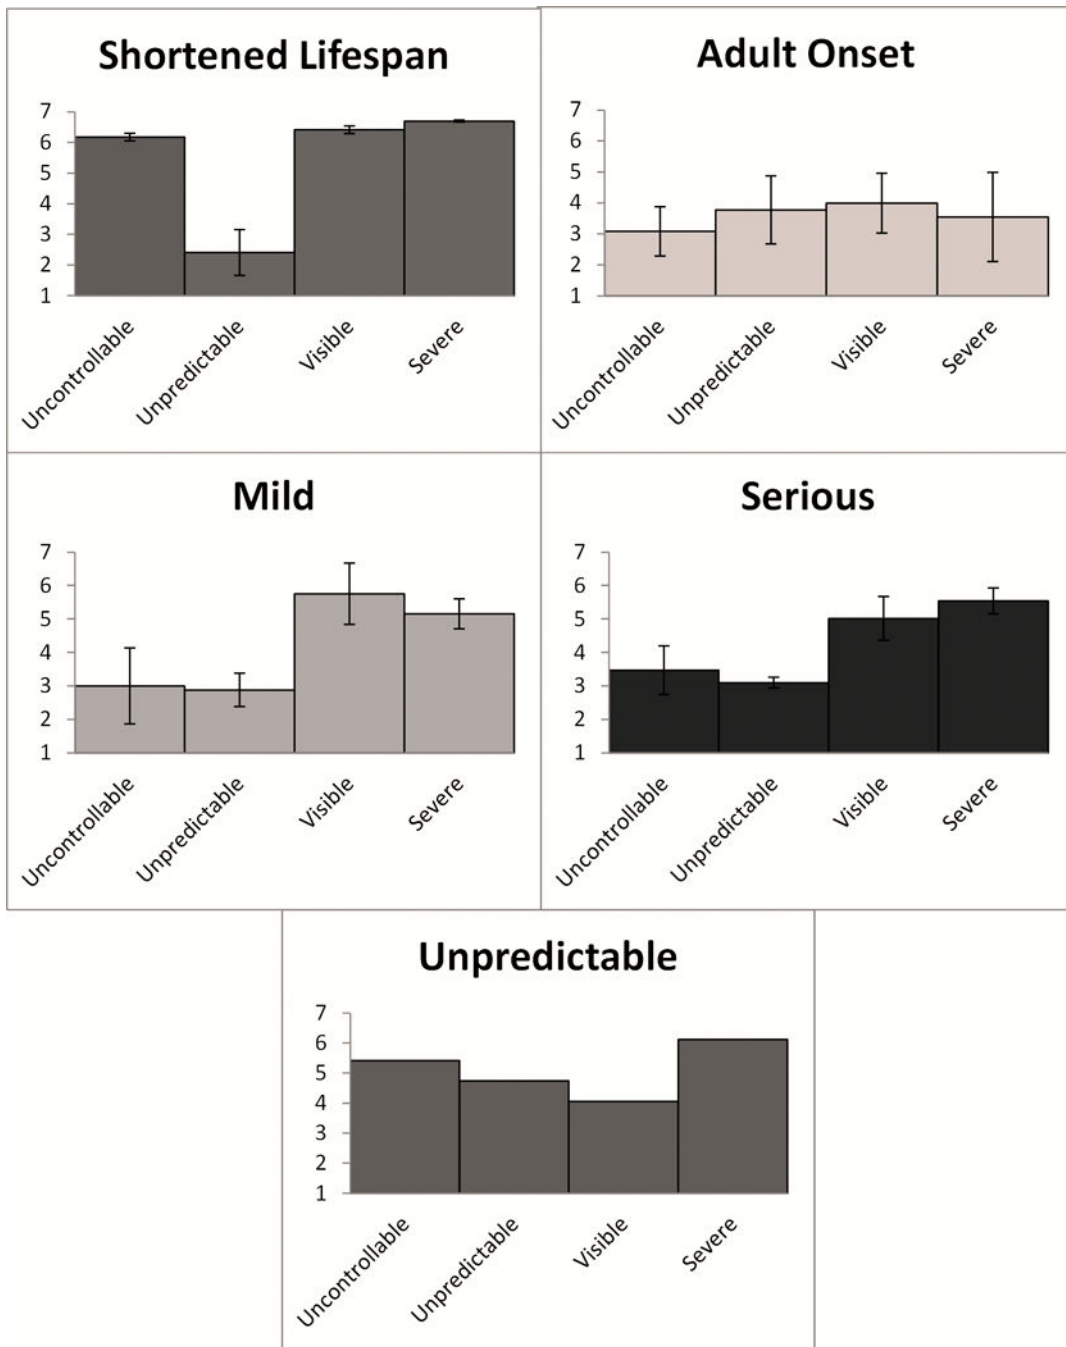 Shortened Lifespan
7
6
5
4
3
2
1
Uncontrollable
Unpredictable
Visible
Severe
Adult Onset
7
6
5
4
3
2
1
Uncontrollable
Unpredictable
Visible
Severe
Mild
7
6
5
4
3
2
1
Uncontrollable
Unpredictable
Visible
Severe
Serious
7
6
5
4
3
2
1
Uncontrollable
Unpredictable
Visible
Severe
Unpredictable
7
6
5
4
3
2
1
Uncontrollable
Unpredictable
Visible
Severe